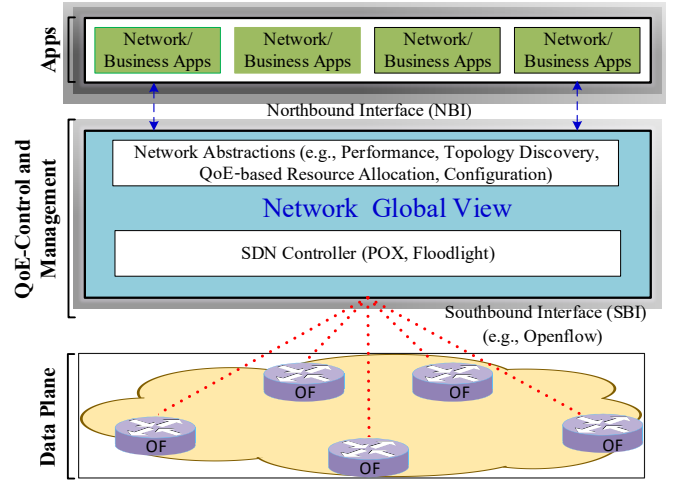 Apps
Network/ Network/ Network/ Network/
Business Apps Business Apps Business Apps Business Apps
Northbound Interface (NBI)
QoE-Control and
Management
Network Abstractions (e.g., Performance, Topology Discovery,
QoE-based Resource Allocation, Configuration)
Network Global View
SDN Controller (POX, Floodlight)
Southbound Interface (SBI)
(e.g., Openflow)
Data Plane
OF
OF
OF
OF
OF